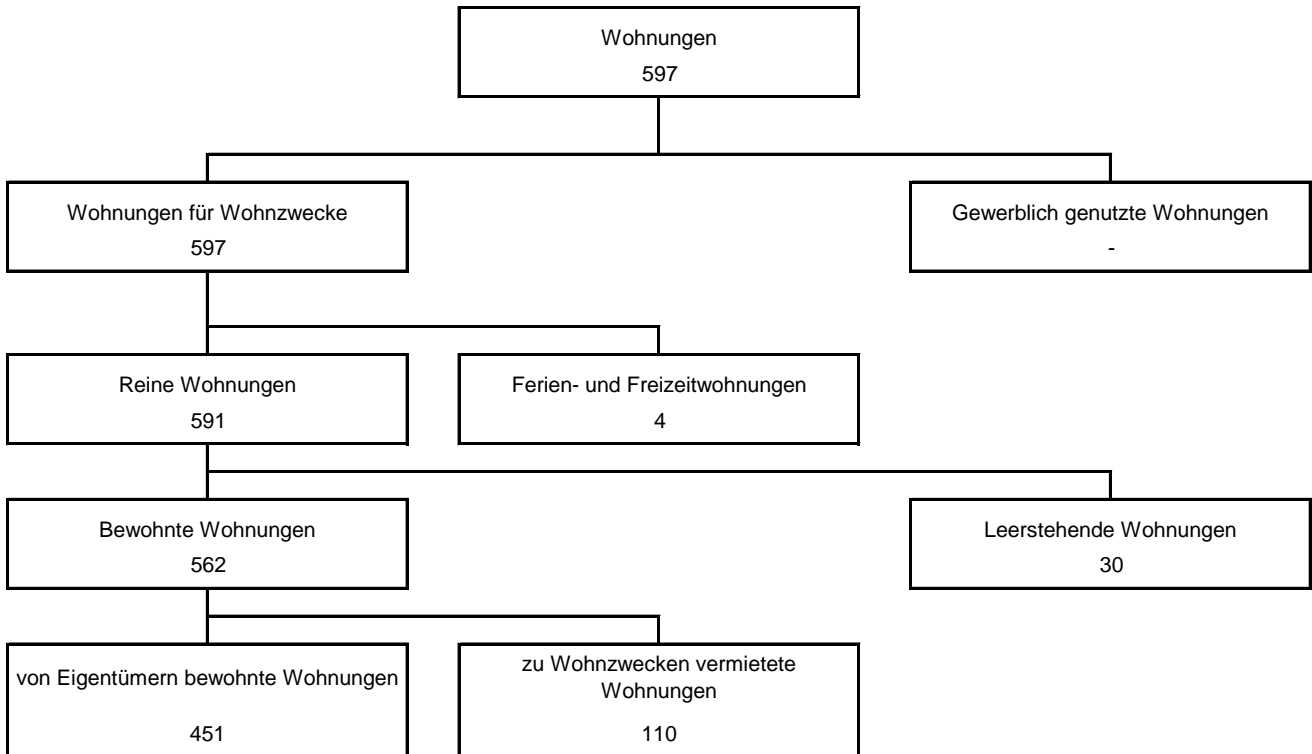 Wohnungen
597
Wohnungen für Wohnzwecke
597
Gewerblich genutzte Wohnungen
-
Reine Wohnungen
591
Ferien- und Freizeitwohnungen
4
Bewohnte Wohnungen
562
Leerstehende Wohnungen
30
von Eigentümern bewohnte Wohnungen
451
zu Wohnzwecken vermietete
Wohnungen
110